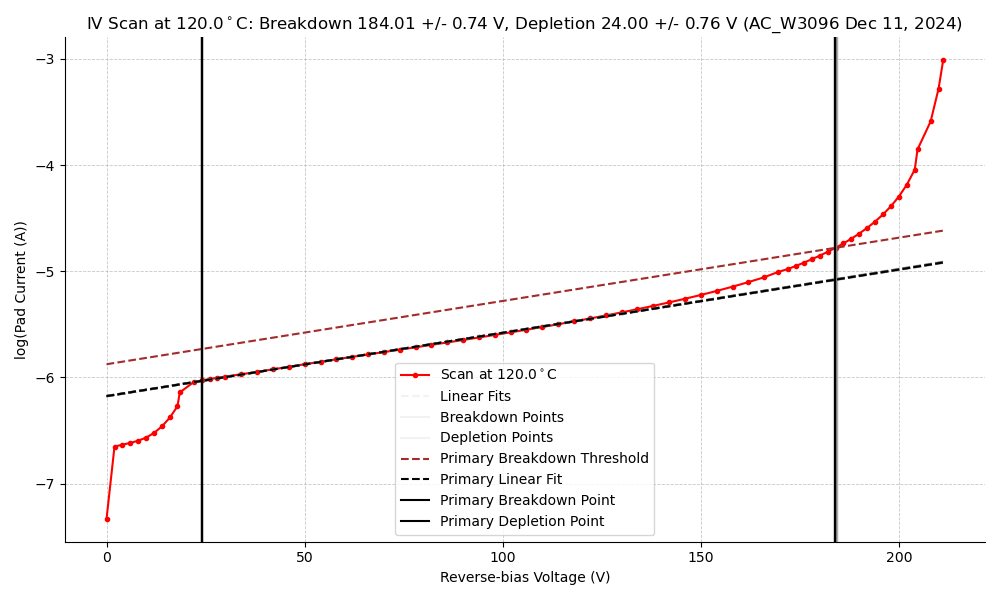 IV Scan at 120.0°C: Breakdown 184.01 +/- 0.74 V, Depletion 24.00 +/- 0.76 V (AC_W3096 Dec 11, 2024)
log(Pad Current (A))
−3
−4
−5
−6
−7
Scan at 120.0°C
Linear Fits
Breakdown Points
Depletion Points
Primary Breakdown Threshold
Primary Linear Fit
Primary Breakdown Point
Primary Depletion Point
0 50 100 150 200
Reverse-bias Voltage (V)